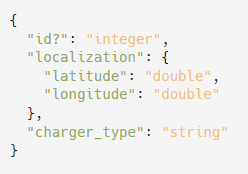 {
  "id?": "integer",
  "localization": {
    "latitude": "double",
    "longitude": "double"
  },
  "charger_type": "string"
}